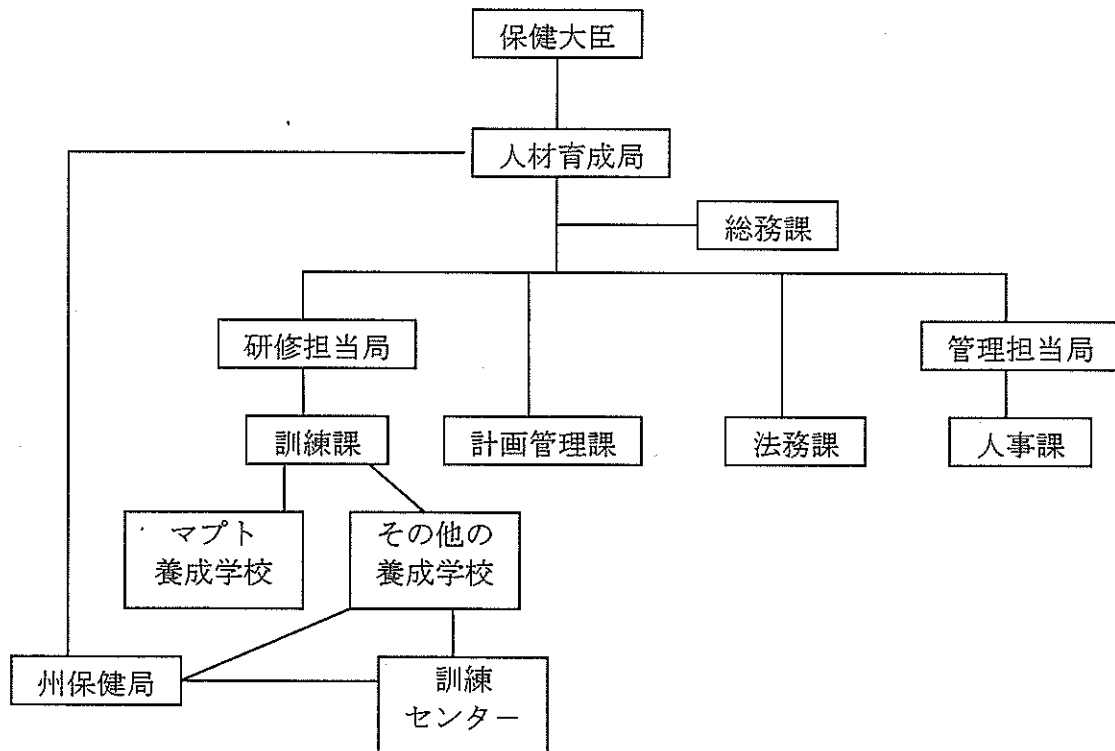 保健大臣
人材育成局
総務課
研修担当局
管理担当局
訓練課
計画管理課
法務課
人事課
マプト
養成学校
その他の
養成学校
州保健局
訓練
センター